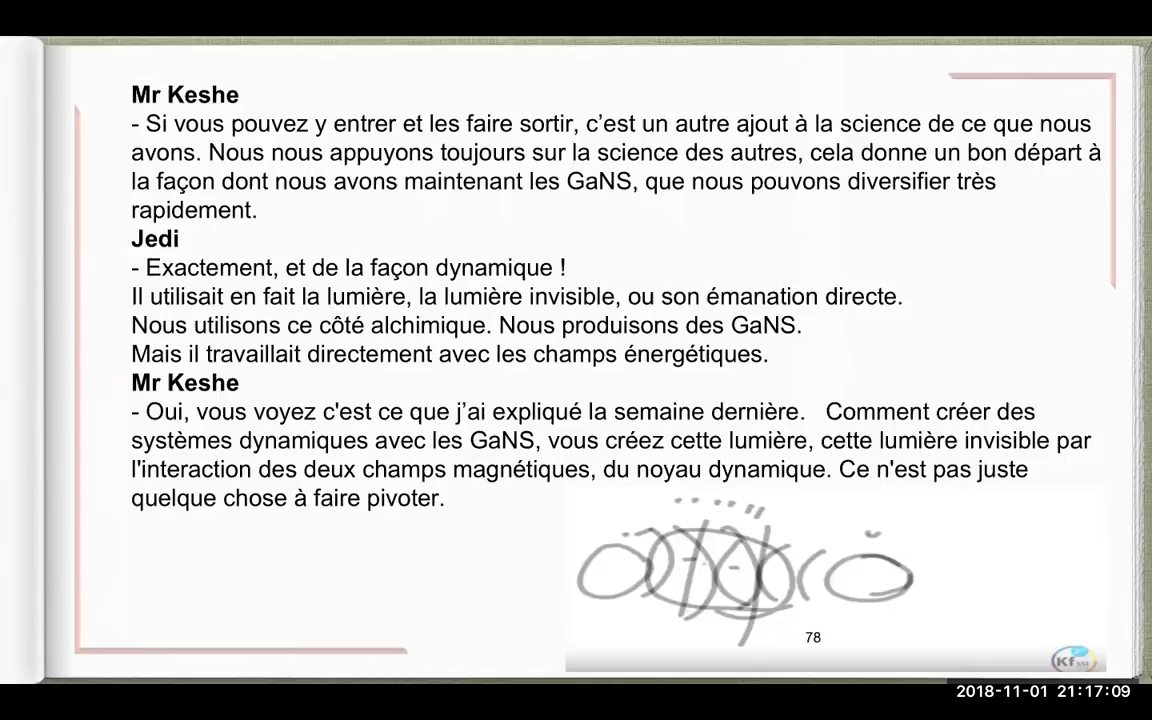 Mr Keshe
- Si vous pouvez y entrer et les faire sortir, c’est un autre ajout à la science de ce que nous
avons. Nous nous appuyons toujours sur la science des autres, cela donne un bon départ à
la façon dont nous avons maintenant les GaNS, que nous pouvons diversifier très
rapidement.
Jedi
- Exactement, et de la façon dynamique !
Il utilisait en fait la lumière, la lumière invisible, ou son émanation directe.
Nous utilisons ce côté alchimique. Nous produisons des GaNS.
Mais il travaillait directement avec les champs énergétiques.
Mr Keshe
- Oui, vous voyez c'est ce que j’ai expliqué la semaine dernière.   Comment créer des
systèmes dynamiques avec les GaNS, vous créez cette lumière, cette lumière invisible par
l'interaction des deux champs magnétiques, du noyau dynamique. Ce n'est pas juste
quelque chose à faire pivoter.
78
Kf
2018-11-01 21:17:09